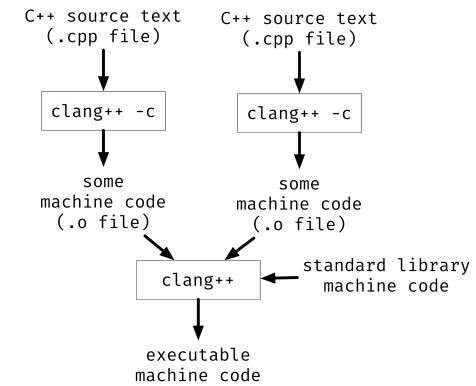 C++ source text
(.cpp file)
C++ source text
(.cpp file)
clang++ -c
clang++ -c
some
machine code
(.o file)
some
machine code
(.o file)
clang++
standard library
machine code
executable
machine code